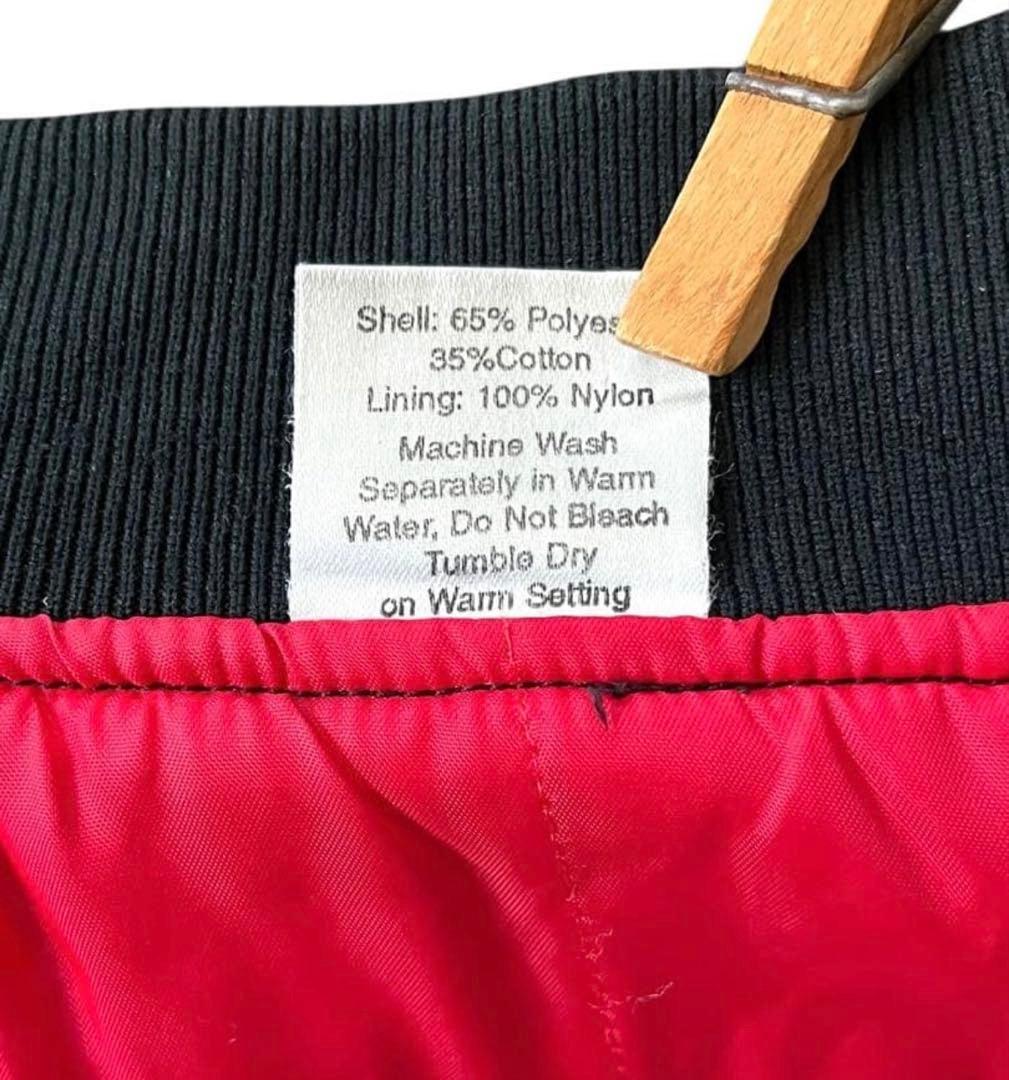 Shell: 65% Polyes
35%Cotton
Lining: 100% Nylon
Machine Wash
Separately in Warm
Water, Do Not Bleach
Tumble Dry
on Warm Setting